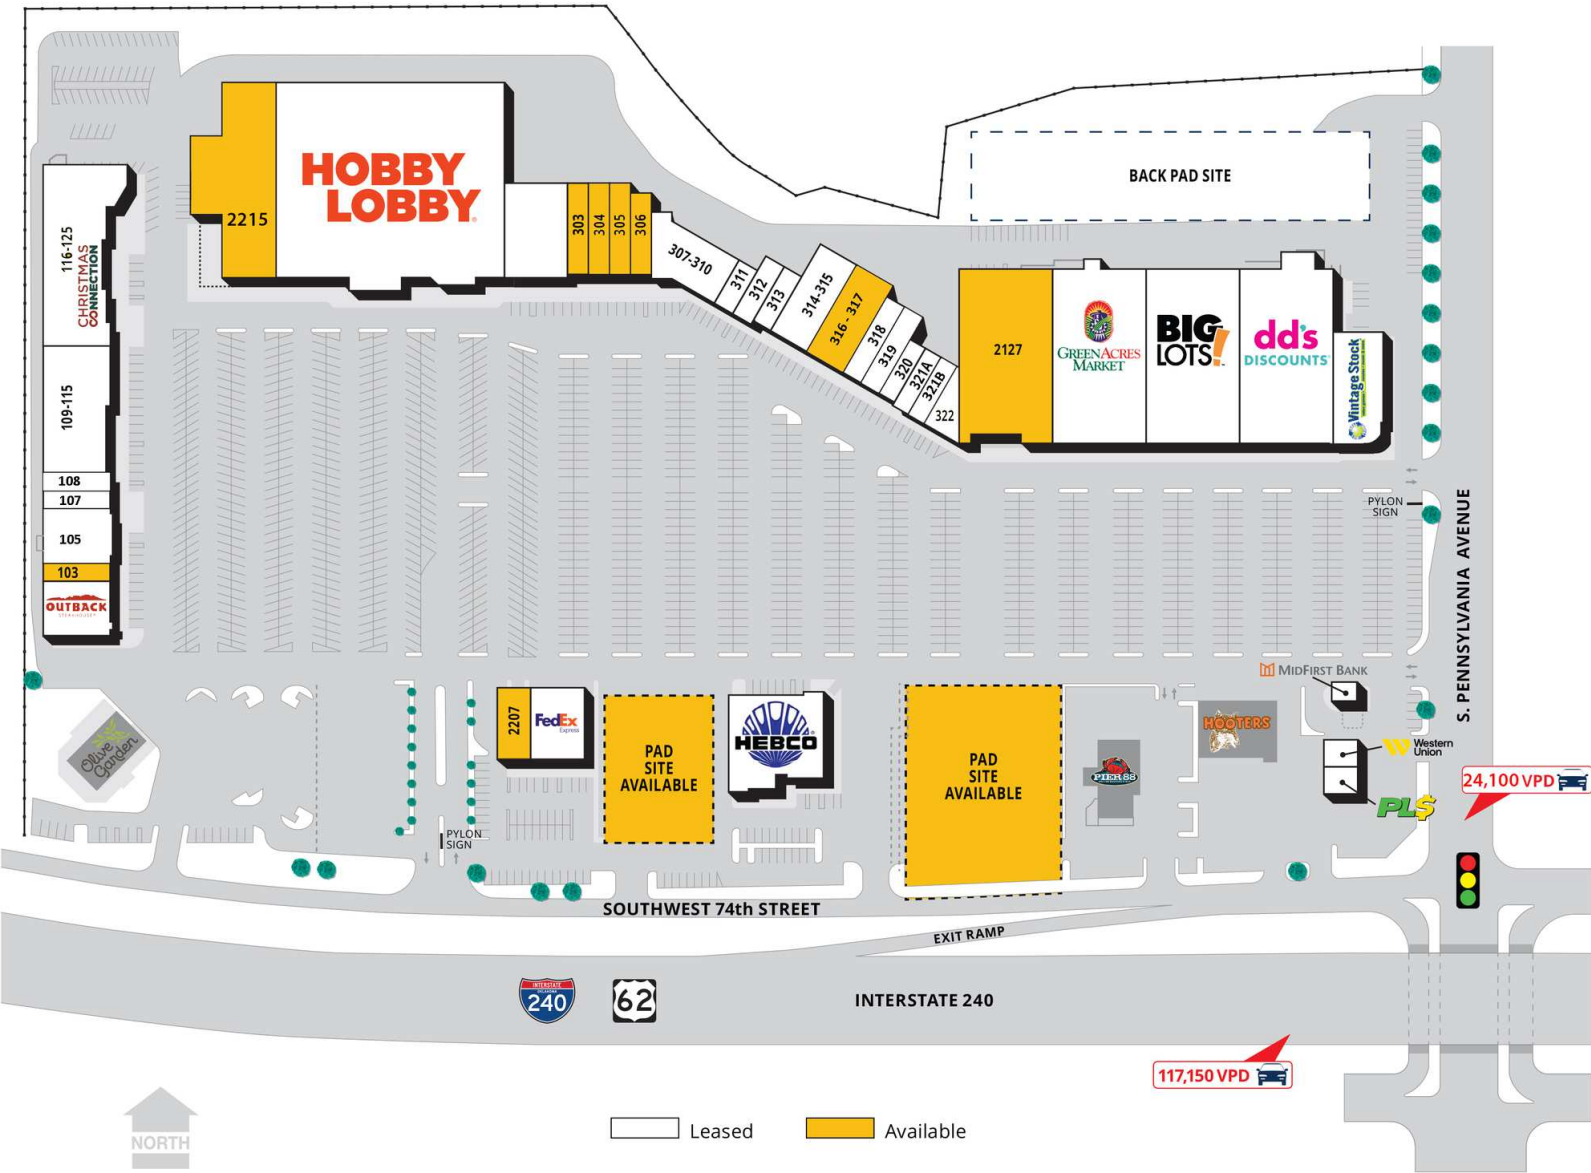 BACK PAD SITE
HOBBY
LOBBY
2215
303
304
305
306
307-310
311
312
313
314-315
316 - 317
318
319
320
321A
321B
322
2127
GREENACRES
MARKET
BIG
LOTS!
dd's
DISCOUNTS
Vintage Stock
116-125
CHRISTMAS
CONNECTION
109-115
108
107
105
103
OUTBACK
STEAKHOUSE
PYLON
SIGN
S. PENNSYLVANIA AVENUE
MIDFIRST BANK
Olive
Garden
2207
FedEx
Express
PAD
SITE
AVAILABLE
HEBCO
PAD
SITE
AVAILABLE
PIER 88
HOOTERS
Western
Union
PL$
24,100 VPD
PYLON
SIGN
SOUTHWEST 74th STREET
EXIT RAMP
INTERSTATE
OKLAHOMA
240
62
INTERSTATE 240
117,150 VPD
NORTH
Leased
Available